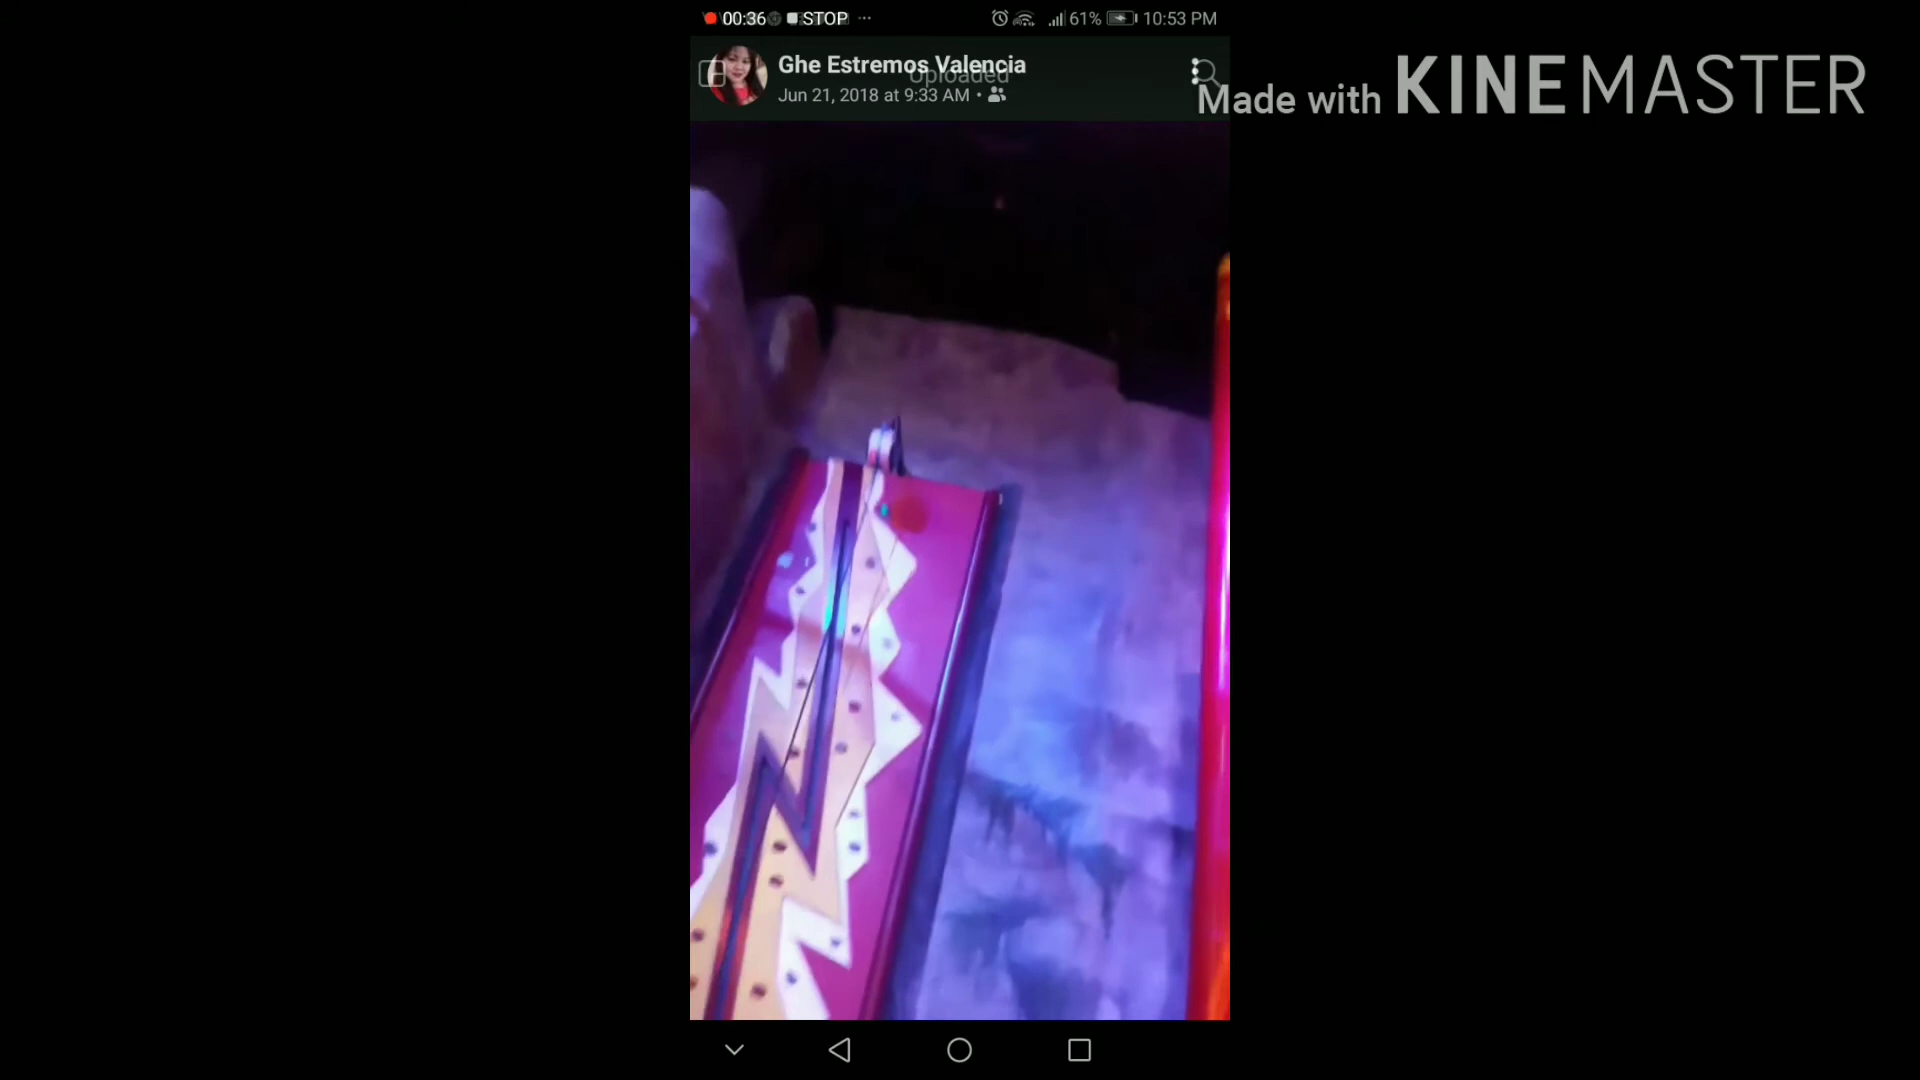 00:36 STOP ... 61% 10:53 PM
Ghe Estremos Valencia
Uploaded
Jun 21, 2018 at 9:33 AM •
Made with KINEMASTER